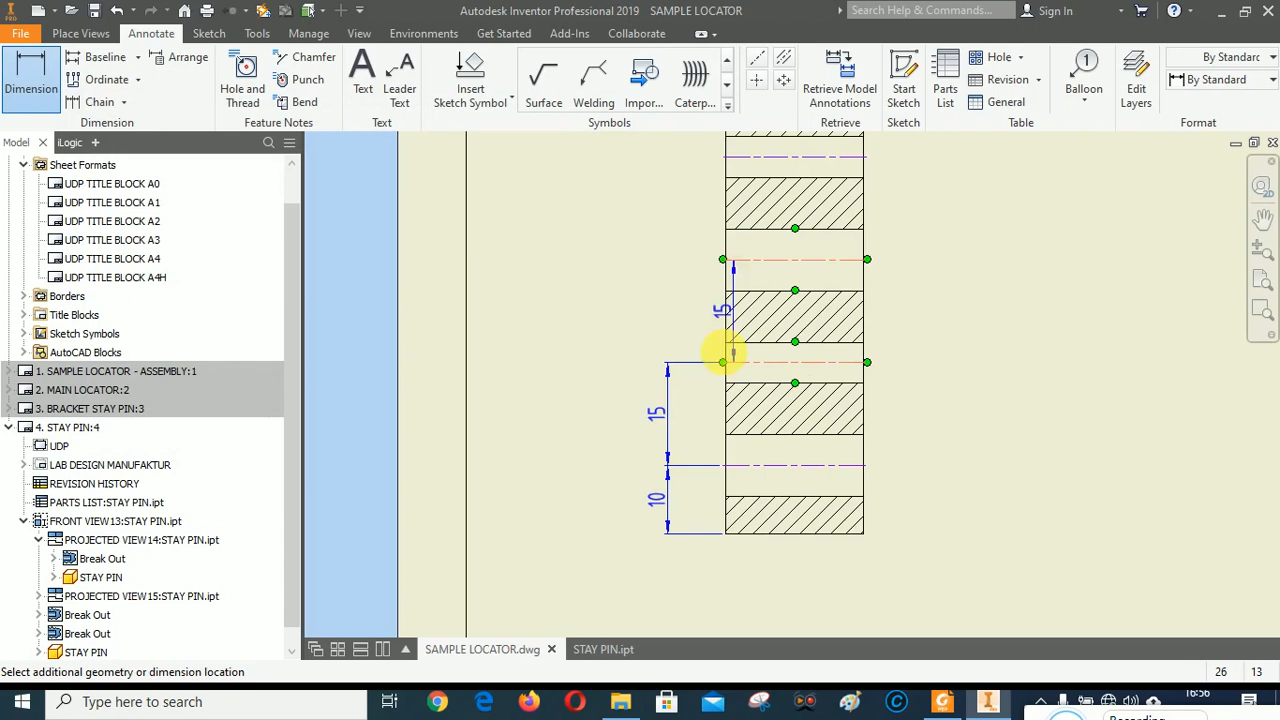 Autodesk Inventor Professional 2019 SAMPLE LOCATOR
Search Help & Commands...
Sign In
File Place Views Annotate Sketch Tools Manage View Environments Get Started Add-Ins Collaborate
Dimension
Baseline
Ordinate
Chain
Arrange
Dimension
Hole and Thread
Chamfer
Punch
Bend
Feature Notes
Text
Leader Text
Text
Insert Sketch Symbol
Surface
Welding
Impor...
Caterp...
Symbols
Retrieve Model Annotations
Retrieve
Start Sketch
Sketch
Parts List
Hole
Revision
General
Table
Balloon
Edit Layers
By Standar
By Standard
Format
Model
iLogic
Sheet Formats
UDP TITLE BLOCK A0
UDP TITLE BLOCK A1
UDP TITLE BLOCK A2
UDP TITLE BLOCK A3
UDP TITLE BLOCK A4
UDP TITLE BLOCK A4H
Borders
Title Blocks
Sketch Symbols
AutoCAD Blocks
1. SAMPLE LOCATOR - ASSEMBLY:1
2. MAIN LOCATOR:2
3. BRACKET STAY PIN:3
4. STAY PIN:4
UDP
LAB DESIGN MANUFAKTUR
REVISION HISTORY
PARTS LIST:STAY PIN.ipt
FRONT VIEW13:STAY PIN.ipt
PROJECTED VIEW14:STAY PIN.ipt
Break Out
STAY PIN
PROJECTED VIEW15:STAY PIN.ipt
Break Out
Break Out
STAY PIN
15
15
10
SAMPLE LOCATOR.dwg
STAY PIN.ipt
Select additional geometry or dimension location
26 13
Type here to search
16:56